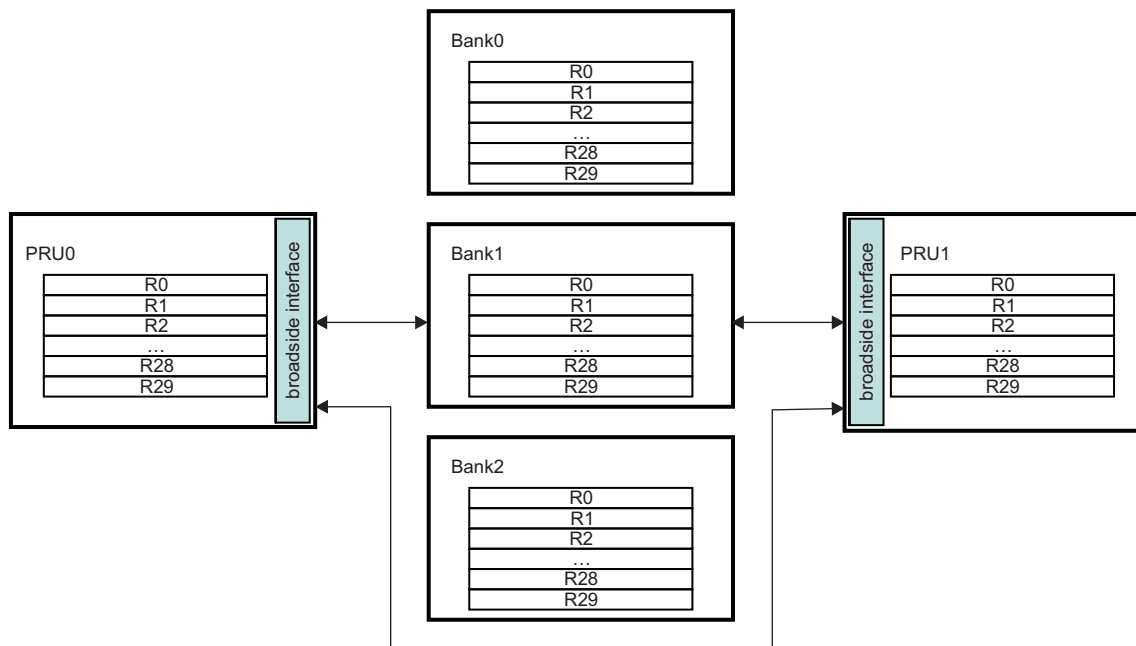 Bank0
R0
R1
R2
...
R28
R29
PRU0
R0
R1
R2
...
R28
R29
broadside interface
Bank1
R0
R1
R2
...
R28
R29
broadside interface
PRU1
R0
R1
R2
...
R28
R29
Bank2
R0
R1
R2
...
R28
R29